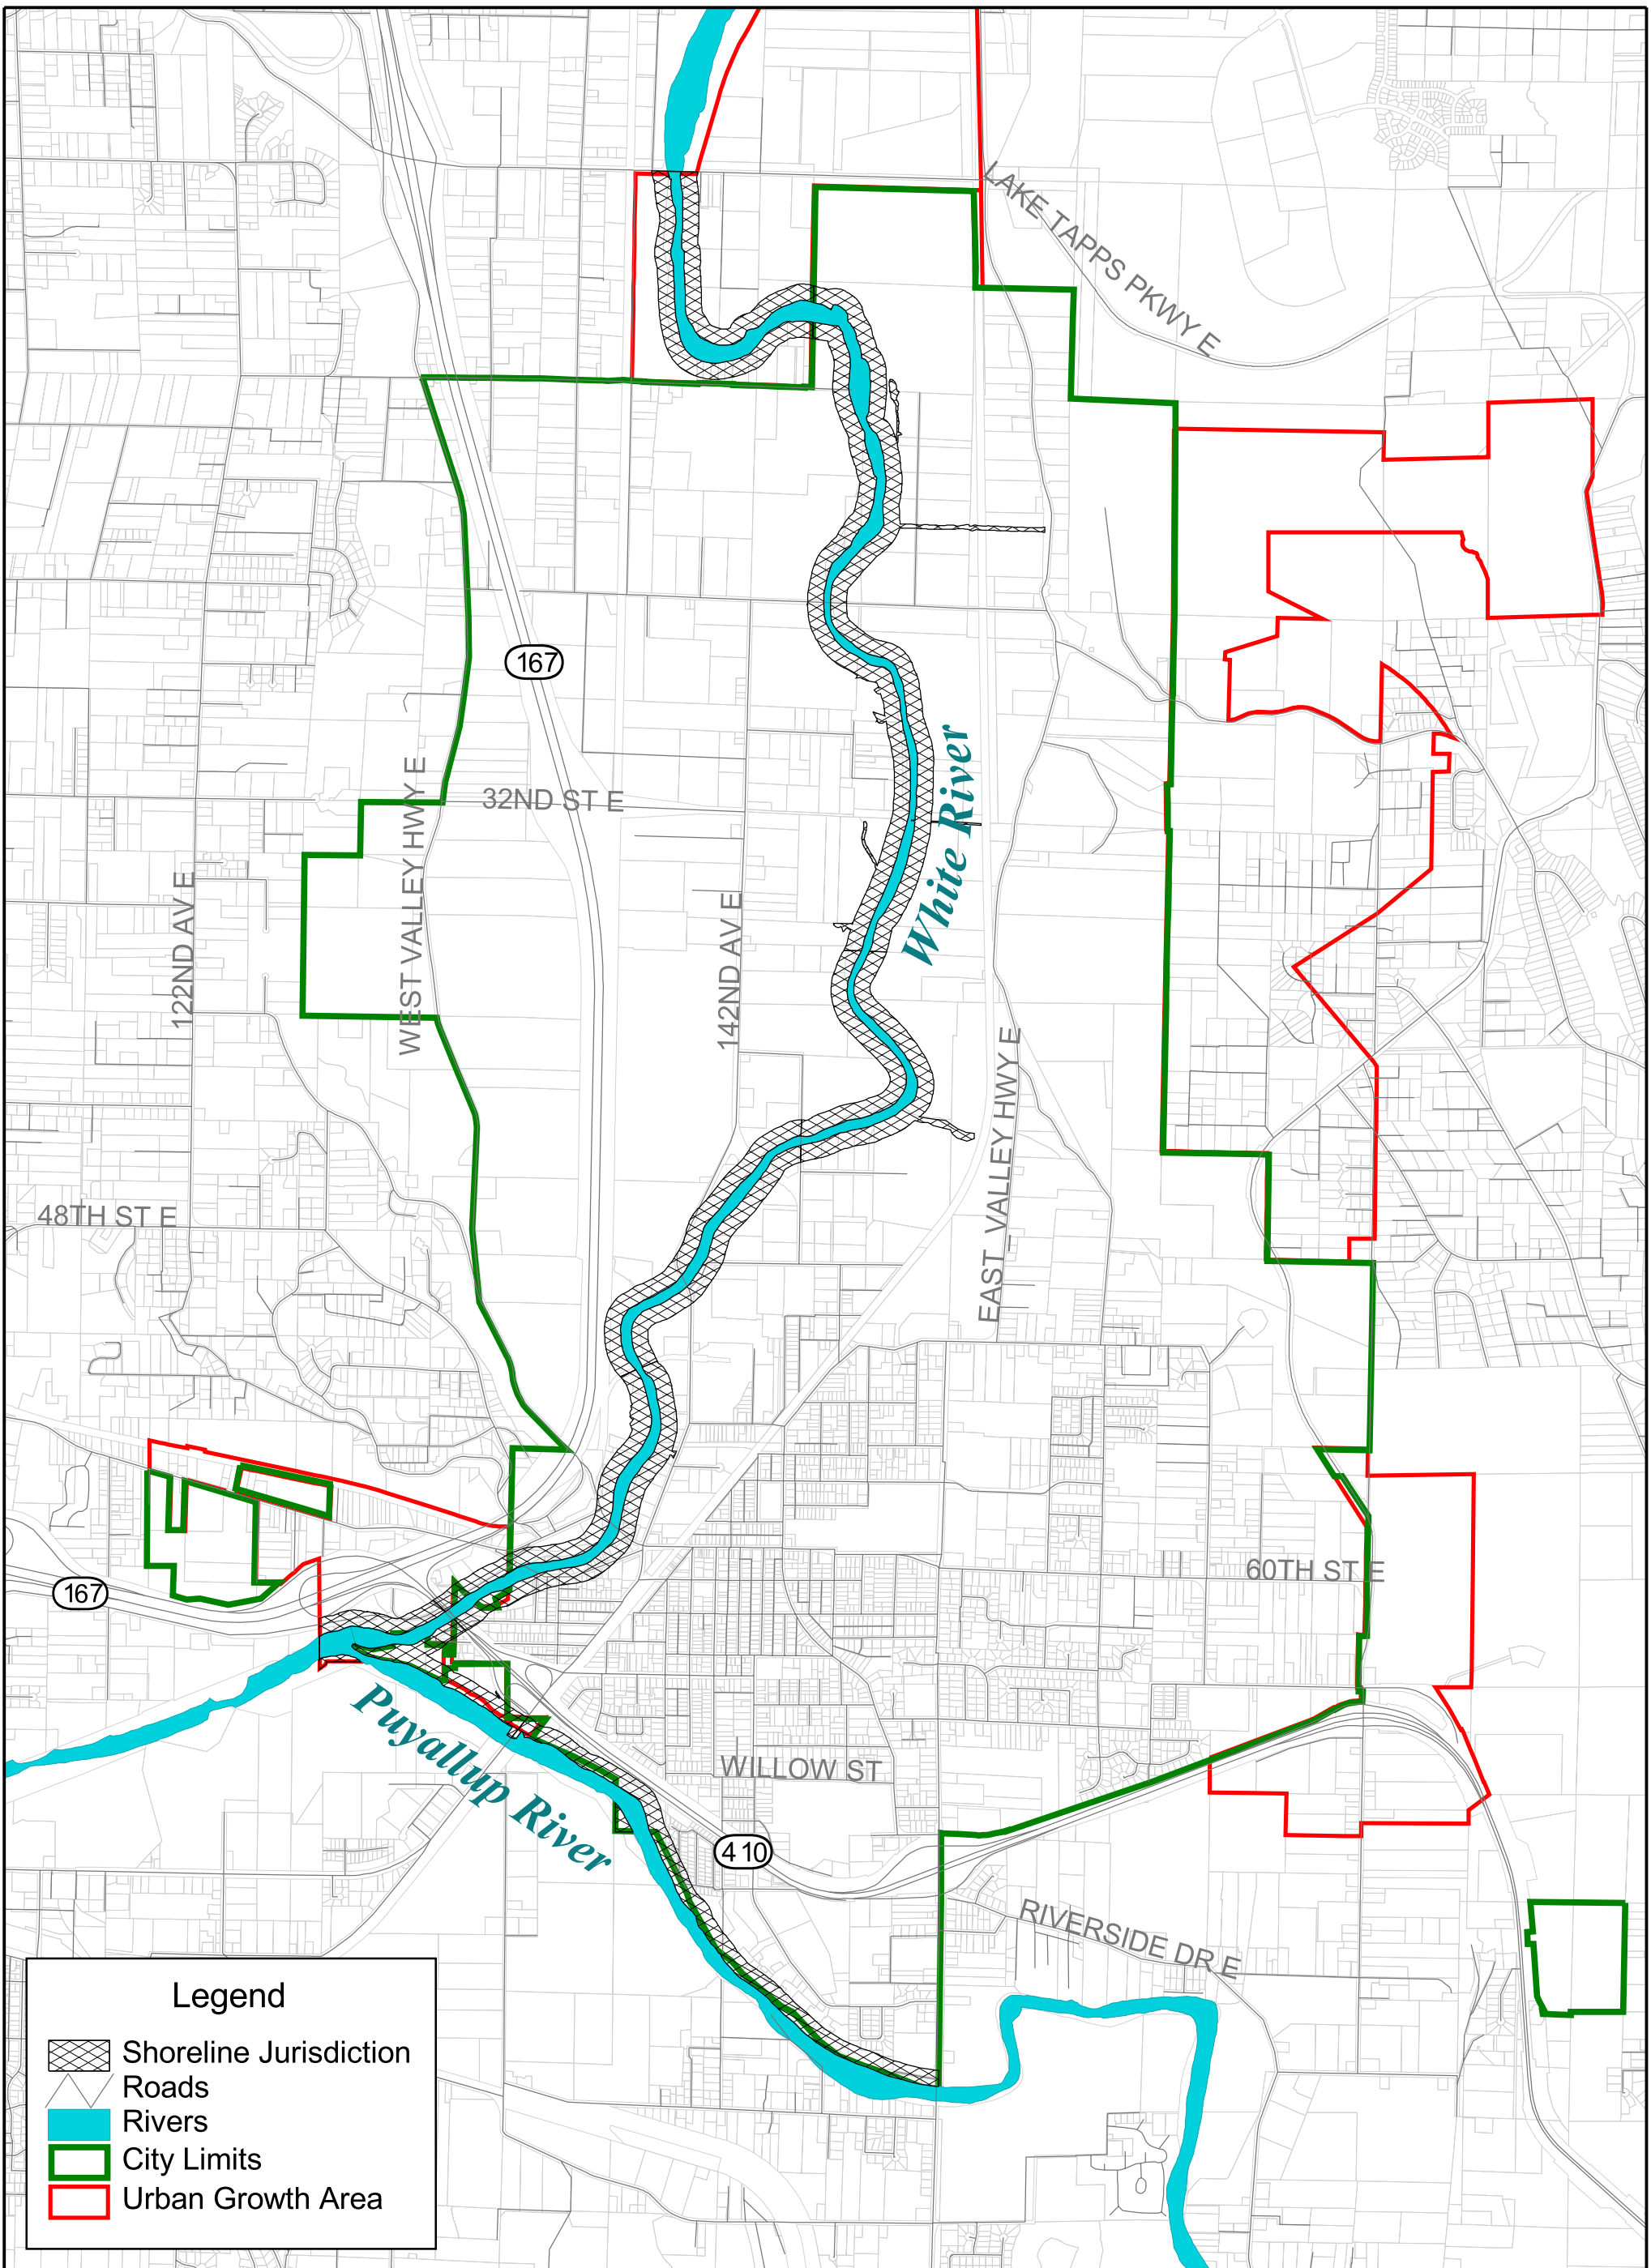 LAKE TAPPS PKWY E
167
32ND ST E
White River
122ND AV E
WEST VALLEY HWY E
142ND AV E
EAST VALLEY HWY E
48TH ST E
60TH ST E
167
Puyallup River
WILLOW ST
410
RIVERSIDE DR E
Legend
Shoreline Jurisdiction
Roads
Rivers
City Limits
Urban Growth Area